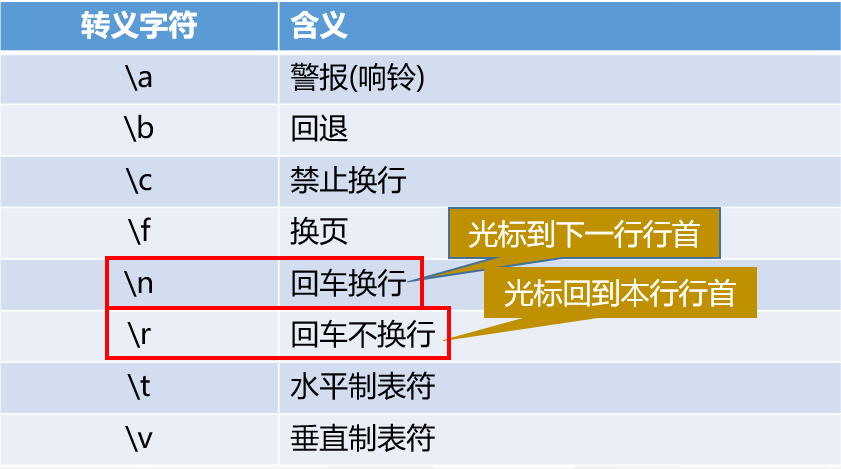 转义字符 含义
\a 警报(响铃)
\b 回退
\c 禁止换行
\f 换页
光标到下一行行首
\n 回车换行
光标回到本行行首
\r 回车不换行
\t 水平制表符
\v 垂直制表符